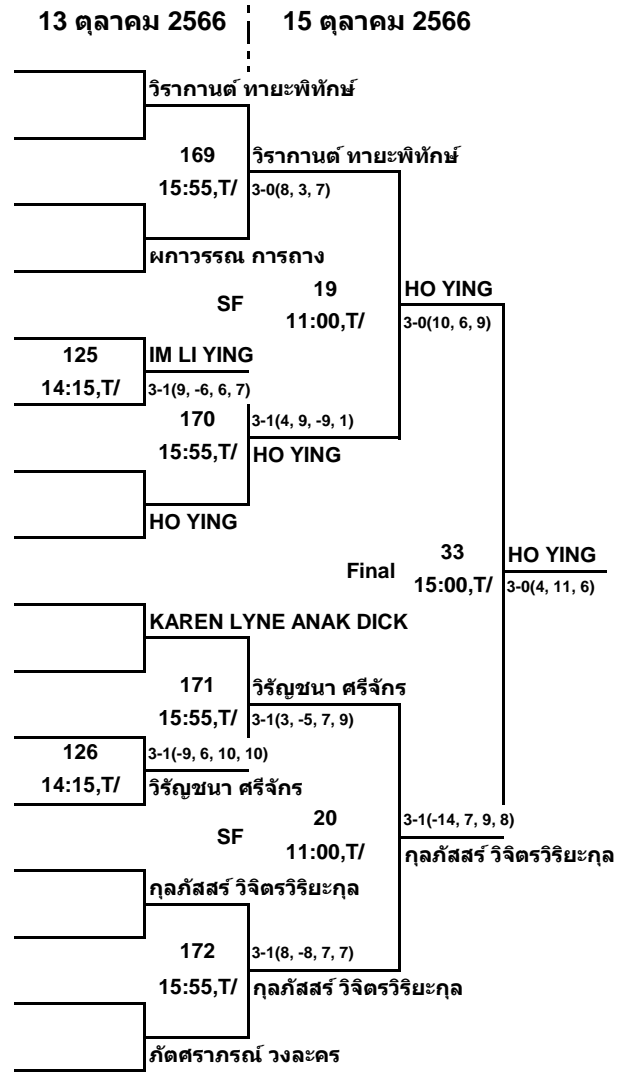 13 ตุลาคม 2566 15 ตุลาคม 2566
วิรากานต์ ทายะพิทักษ์
169 วิรากานต์ ทายะพิทักษ์
15:55,T/ 3-0(8, 3, 7)
ผกาวรรณ การถาง
SF 19 HO YING
11:00,T/ 3-0(10, 6, 9)
125 IM LI YING
14:15,T/ 3-1(9, -6, 6, 7)
170 3-1(4, 9, -9, 1)
15:55,T/ HO YING
HO YING
Final 33 HO YING
15:00,T/ 3-0(4, 11, 6)
KAREN LYNE ANAK DICK
171 วิรัญชนา ศรีจักร
15:55,T/ 3-1(3, -5, 7, 9)
126 3-1(-9, 6, 10, 10)
14:15,T/ วิรัญชนา ศรีจักร
SF 20 3-1(-14, 7, 9, 8)
11:00,T/ กุลภัสสร์ วิจิตรวิริยะกุล
กุลภัสสร์ วิจิตรวิริยะกุล
172 3-1(8, -8, 7, 7)
15:55,T/ กุลภัสสร์ วิจิตรวิริยะกุล
ภัตศราภรณ์ วงละคร